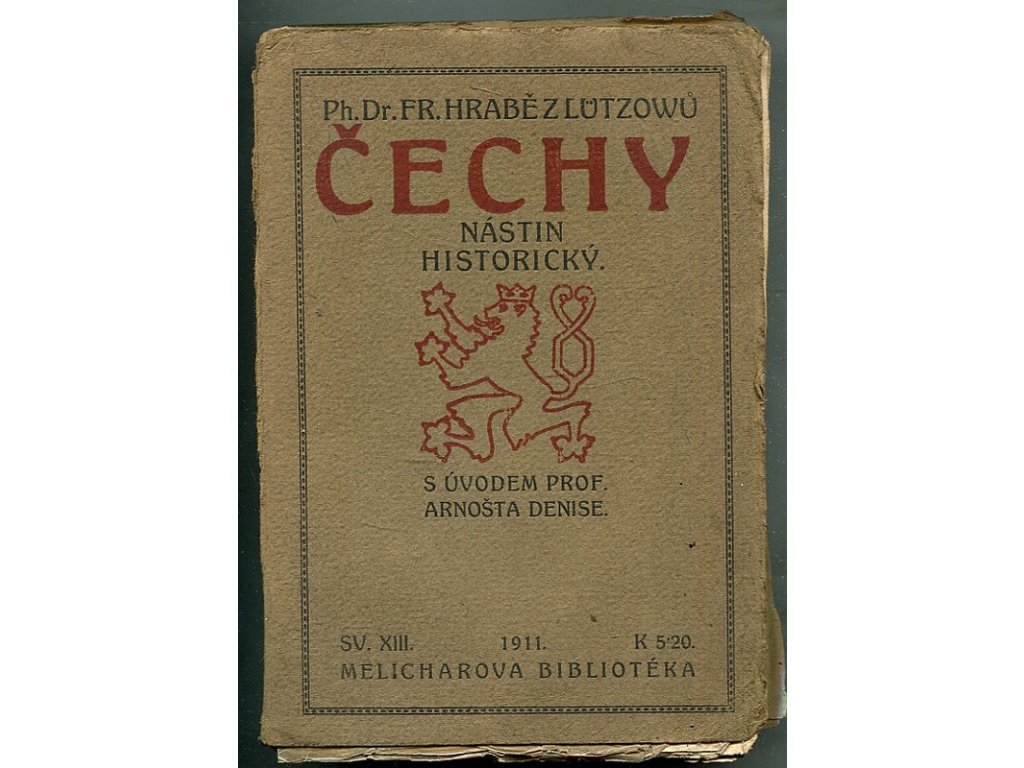 Ph.Dr.FR.HRABĚ Z LÜTZOWŮ
ČECHY
NÁSTIN
HISTORICKÝ.
S ÚVODEM PROF.
ARNOŠTA DENISE.
SV. XIII. 1911. K 5·20.
MELICHAROVA BIBLIOTÉKA